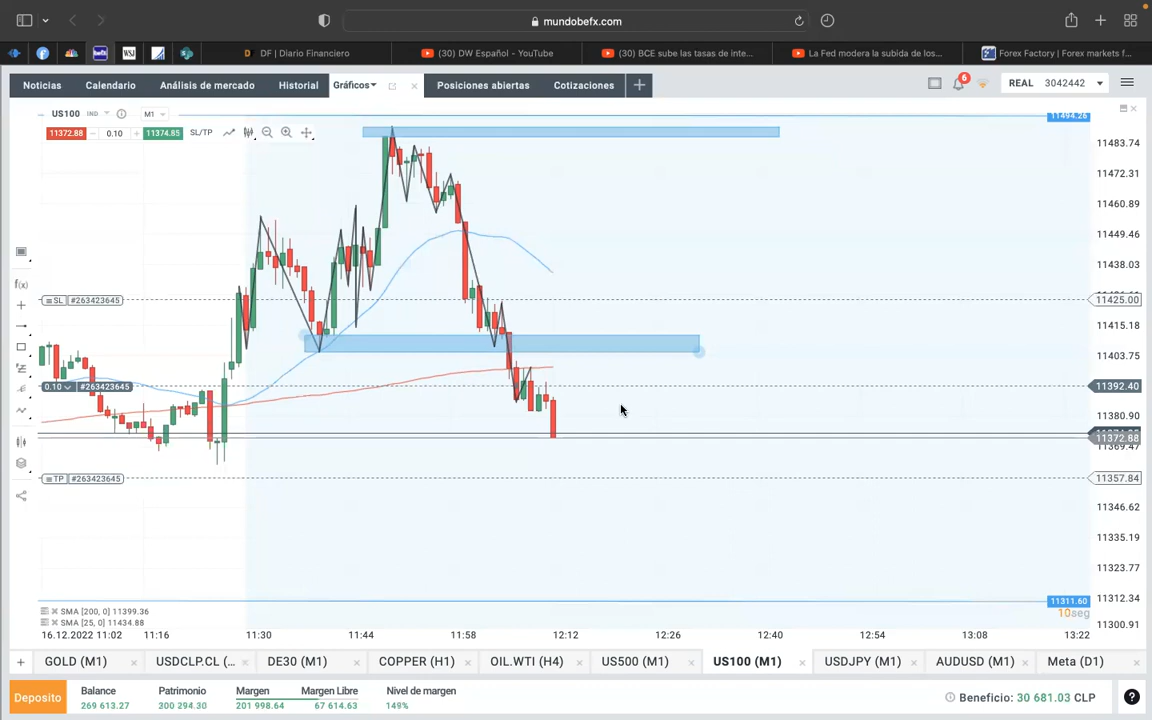 mundobefx.com
DF | Diario Financiero
(30) DW Español - YouTube
(30) BCE sube las tasas de inte...
La Fed modera la subida de los...
Forex Factory | Forex markets f...
Noticias
Calendario
Análisis de mercado
Historial
Gráficos
Posiciones abiertas
Cotizaciones
6
REAL 3042442
US100 IND
M1
11372.88
0.10
11374.85
SL/TP
11494.26
11483.74
11472.31
11460.89
11449.46
11438.03
SL #263423645
11425.00
11415.18
11403.75
0.10 #263423645
11392.40
11380.90
11372.88
11369.47
TP #263423645
11357.84
11346.62
11335.19
11323.77
11311.60
11312.34
SMA [200, 0] 11399.36
10seg
SMA [25, 0] 11434.88
11300.91
16.12.2022 11:02
11:16
11:30
11:44
11:58
12:12
12:26
12:40
12:54
13:08
13:22
GOLD (M1)
USDCLP.CL (...
DE30 (M1)
COPPER (H1)
OIL.WTI (H4)
US500 (M1)
US100 (M1)
USDJPY (M1)
AUDUSD (M1)
Meta (D1)
Deposito
Balance
269 613.27
Patrimonio
200 294.30
Margen
201 998.64
Margen Libre
67 614.63
Nivel de margen
149%
Beneficio: 30 681.03 CLP